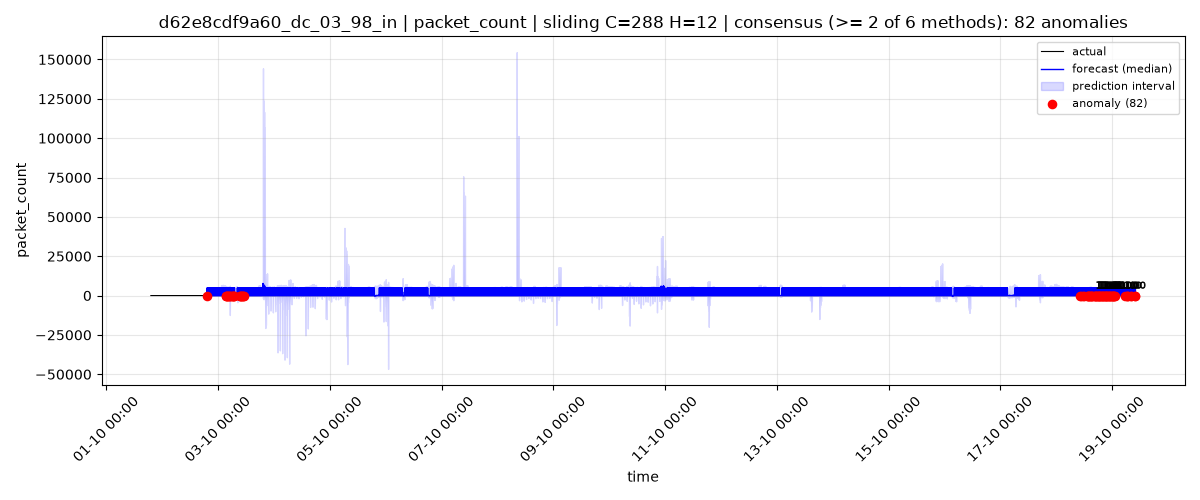 d62e8cdf9a60_dc_03_98_in | packet_count | sliding C=288 H=12 | consensus (>= 2 of 6 methods): 82 anomalies
actual
forecast (median)
prediction interval
anomaly (82)
packet_count
150000
125000
100000
75000
50000
25000
0
−25000
−50000
01-10 00:00
03-10 00:00
05-10 00:00
07-10 00:00
09-10 00:00
11-10 00:00
13-10 00:00
15-10 00:00
17-10 00:00
19-10 00:00
time